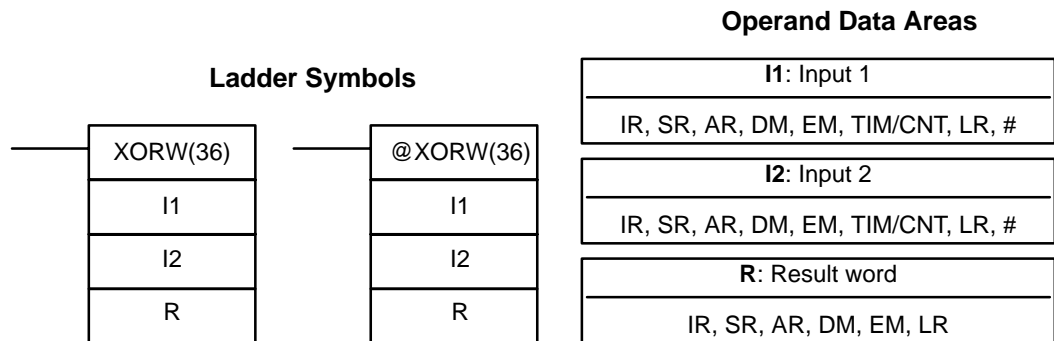 Operand Data Areas
Ladder Symbols
I1: Input 1
IR, SR, AR, DM, EM, TIM/CNT, LR, #
XORW(36)
@XORW(36)
I1
I1
I2: Input 2
IR, SR, AR, DM, EM, TIM/CNT, LR, #
I2
I2
R: Result word
R
R
IR, SR, AR, DM, EM, LR